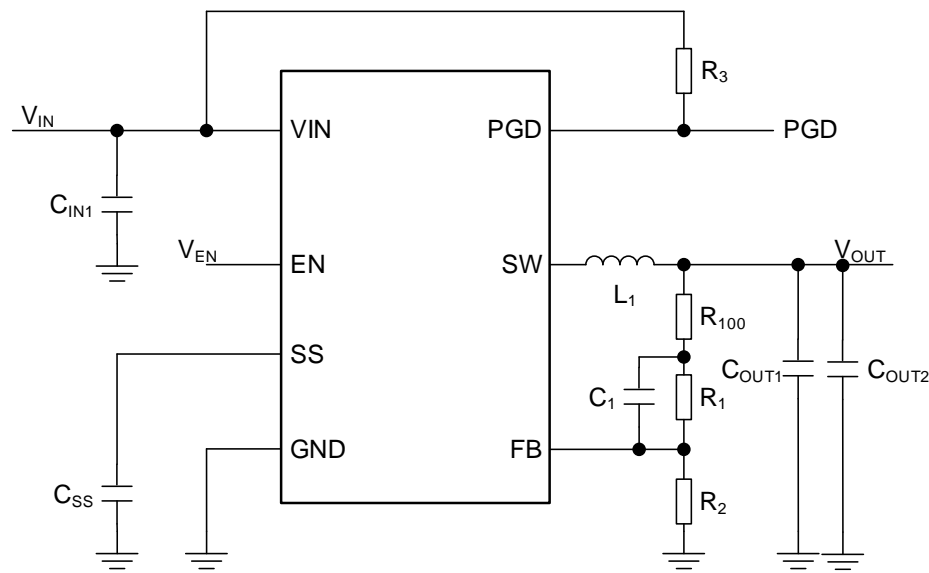 R3
VIN
VIN
PGD
PGD
CIN1
VEN
EN
SW
VOUT
L1
R100
SS
COUT1
COUT2
C1
R1
GND
FB
CSS
R2